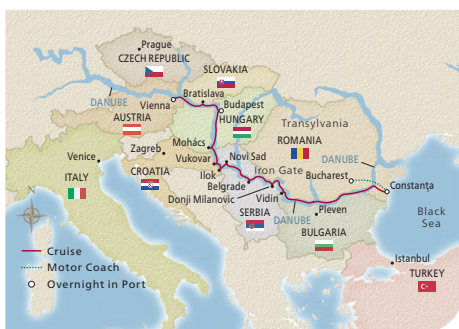 Prague
CZECH REPUBLIC
SLOVAKIA
DANUBE
Bratislava
Vienna
Budapest
AUSTRIA
HUNGARY
Transylvania
Mohács
ROMANIA
Zagreb
Venice
Vukovar
Novi Sad
DANUBE
ITALY
CROATIA
Ilok
Iron Gate
Bucharest
Belgrade
Constanța
Donji Milanovic
Vidin
SERBIA
DANUBE
Pleven
Black
Sea
BULGARIA
Cruise
Motor Coach
Overnight in Port
Istanbul
TURKEY